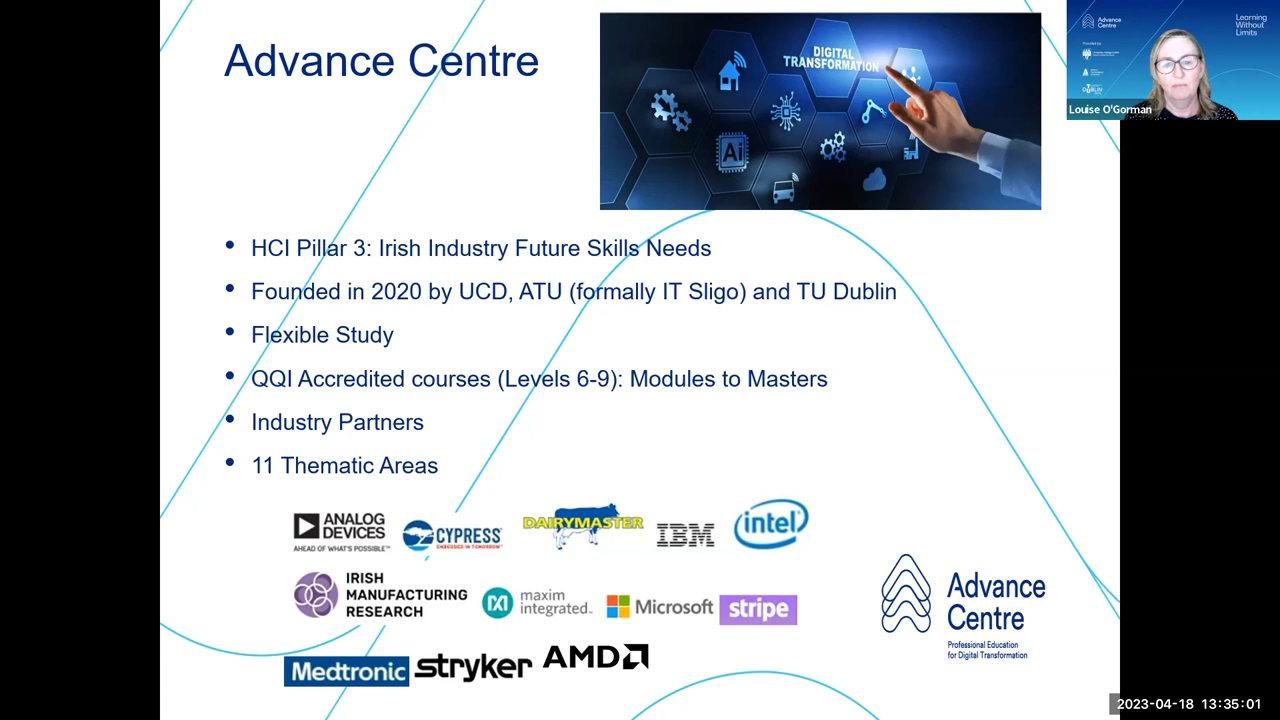 Advance Centre
DIGITAL
TRANSFORMATION
Ai
Advance
Centre
Learning
Without
Limits
Louise O'Gorman
• HCI Pillar 3: Irish Industry Future Skills Needs
• Founded in 2020 by UCD, ATU (formally IT Sligo) and TU Dublin
• Flexible Study
• QQI Accredited courses (Levels 6-9): Modules to Masters
• Industry Partners
• 11 Thematic Areas
ANALOG
DEVICES
AHEAD OF WHAT'S POSSIBLE™
CYPRESS
EMBEDDED IN TOMORROW™
DAIRYMASTER
IBM
intel
IRISH
MANUFACTURING
RESEARCH
maxim
integrated™
Microsoft
stripe
Medtronic
stryker
AMD
Advance
Centre
Professional Education
for Digital Transformation
2023-04-18 13:35:01